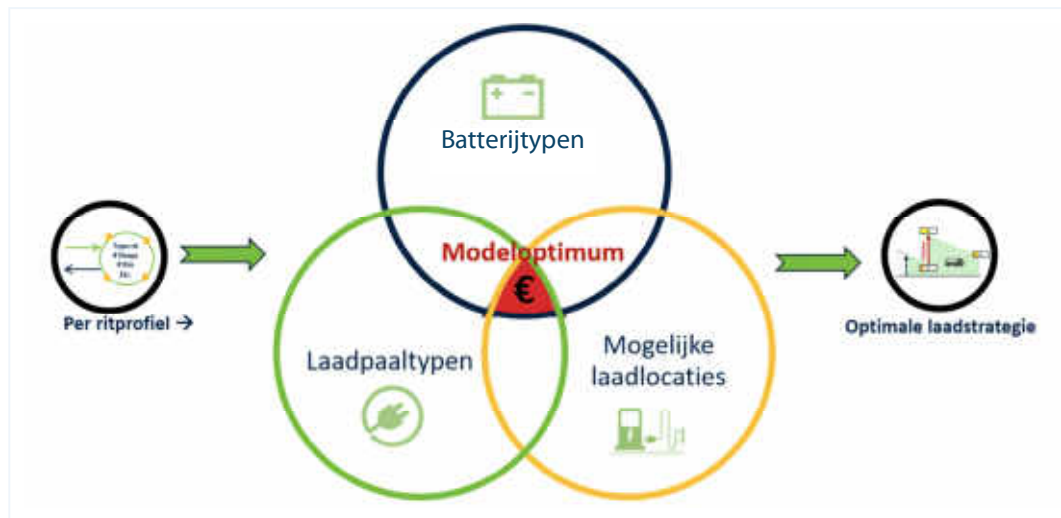 Batterijtypen
Modeloptimum
€
Per ritprofiel →
Laadpaaltypen
Mogelijke
laadlocaties
Optimale laadstrategie